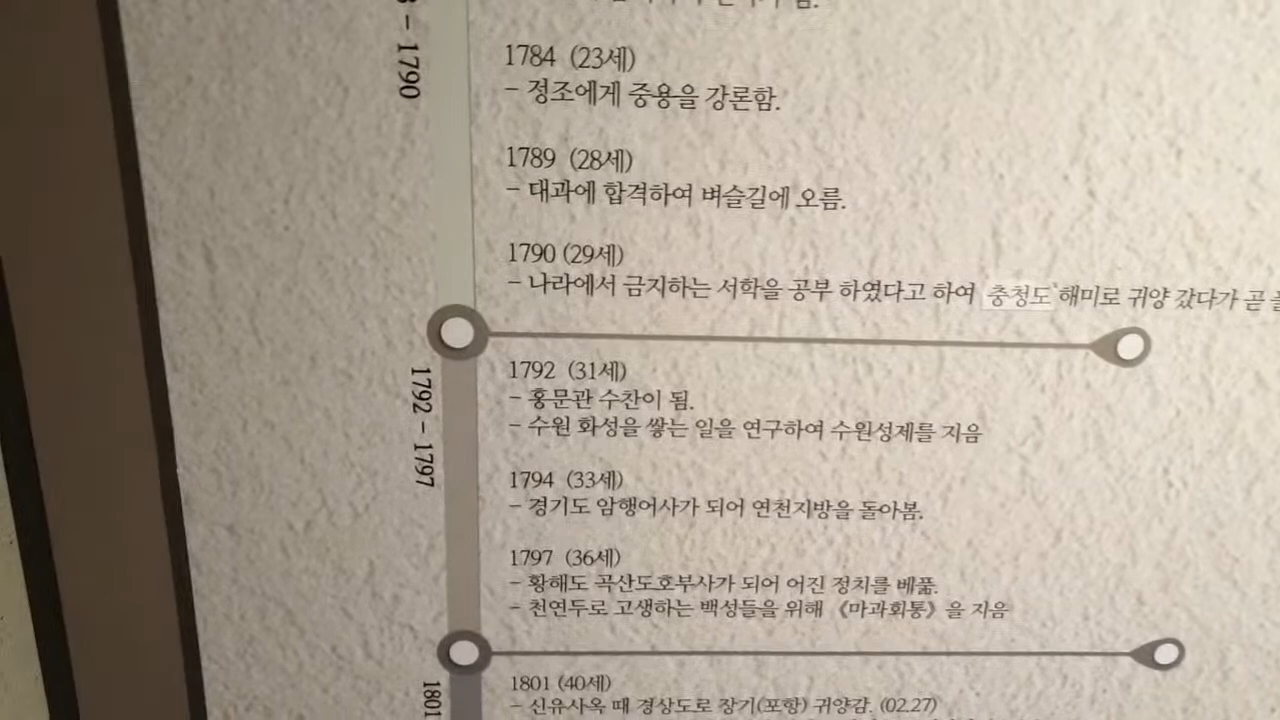 1784 (23세)
- 정조에게 중용을 강론함.
1789 (28세)
- 대과에 합격하여 벼슬길에 오름.
1790 (29세)
- 나라에서 금지하는 서학을 공부 하였다고 하여 충청도 해미로 귀양 갔다가 곧
– 1790
1792 (31세)
- 홍문관 수찬이 됨.
- 수원 화성을 쌓는 일을 연구하여 수원성제를 지음
1794 (33세)
- 경기도 암행어사가 되어 연천지방을 돌아봄.
1797 (36세)
- 황해도 곡산도호부사가 되어 어진 정치를 베풂.
- 천연두로 고생하는 백성들을 위해 《마과회통》을 지음
1792 – 1797
1801 (40세)
- 신유사옥 때 경상도로 장기(포항) 귀양감. (02.27)
1801